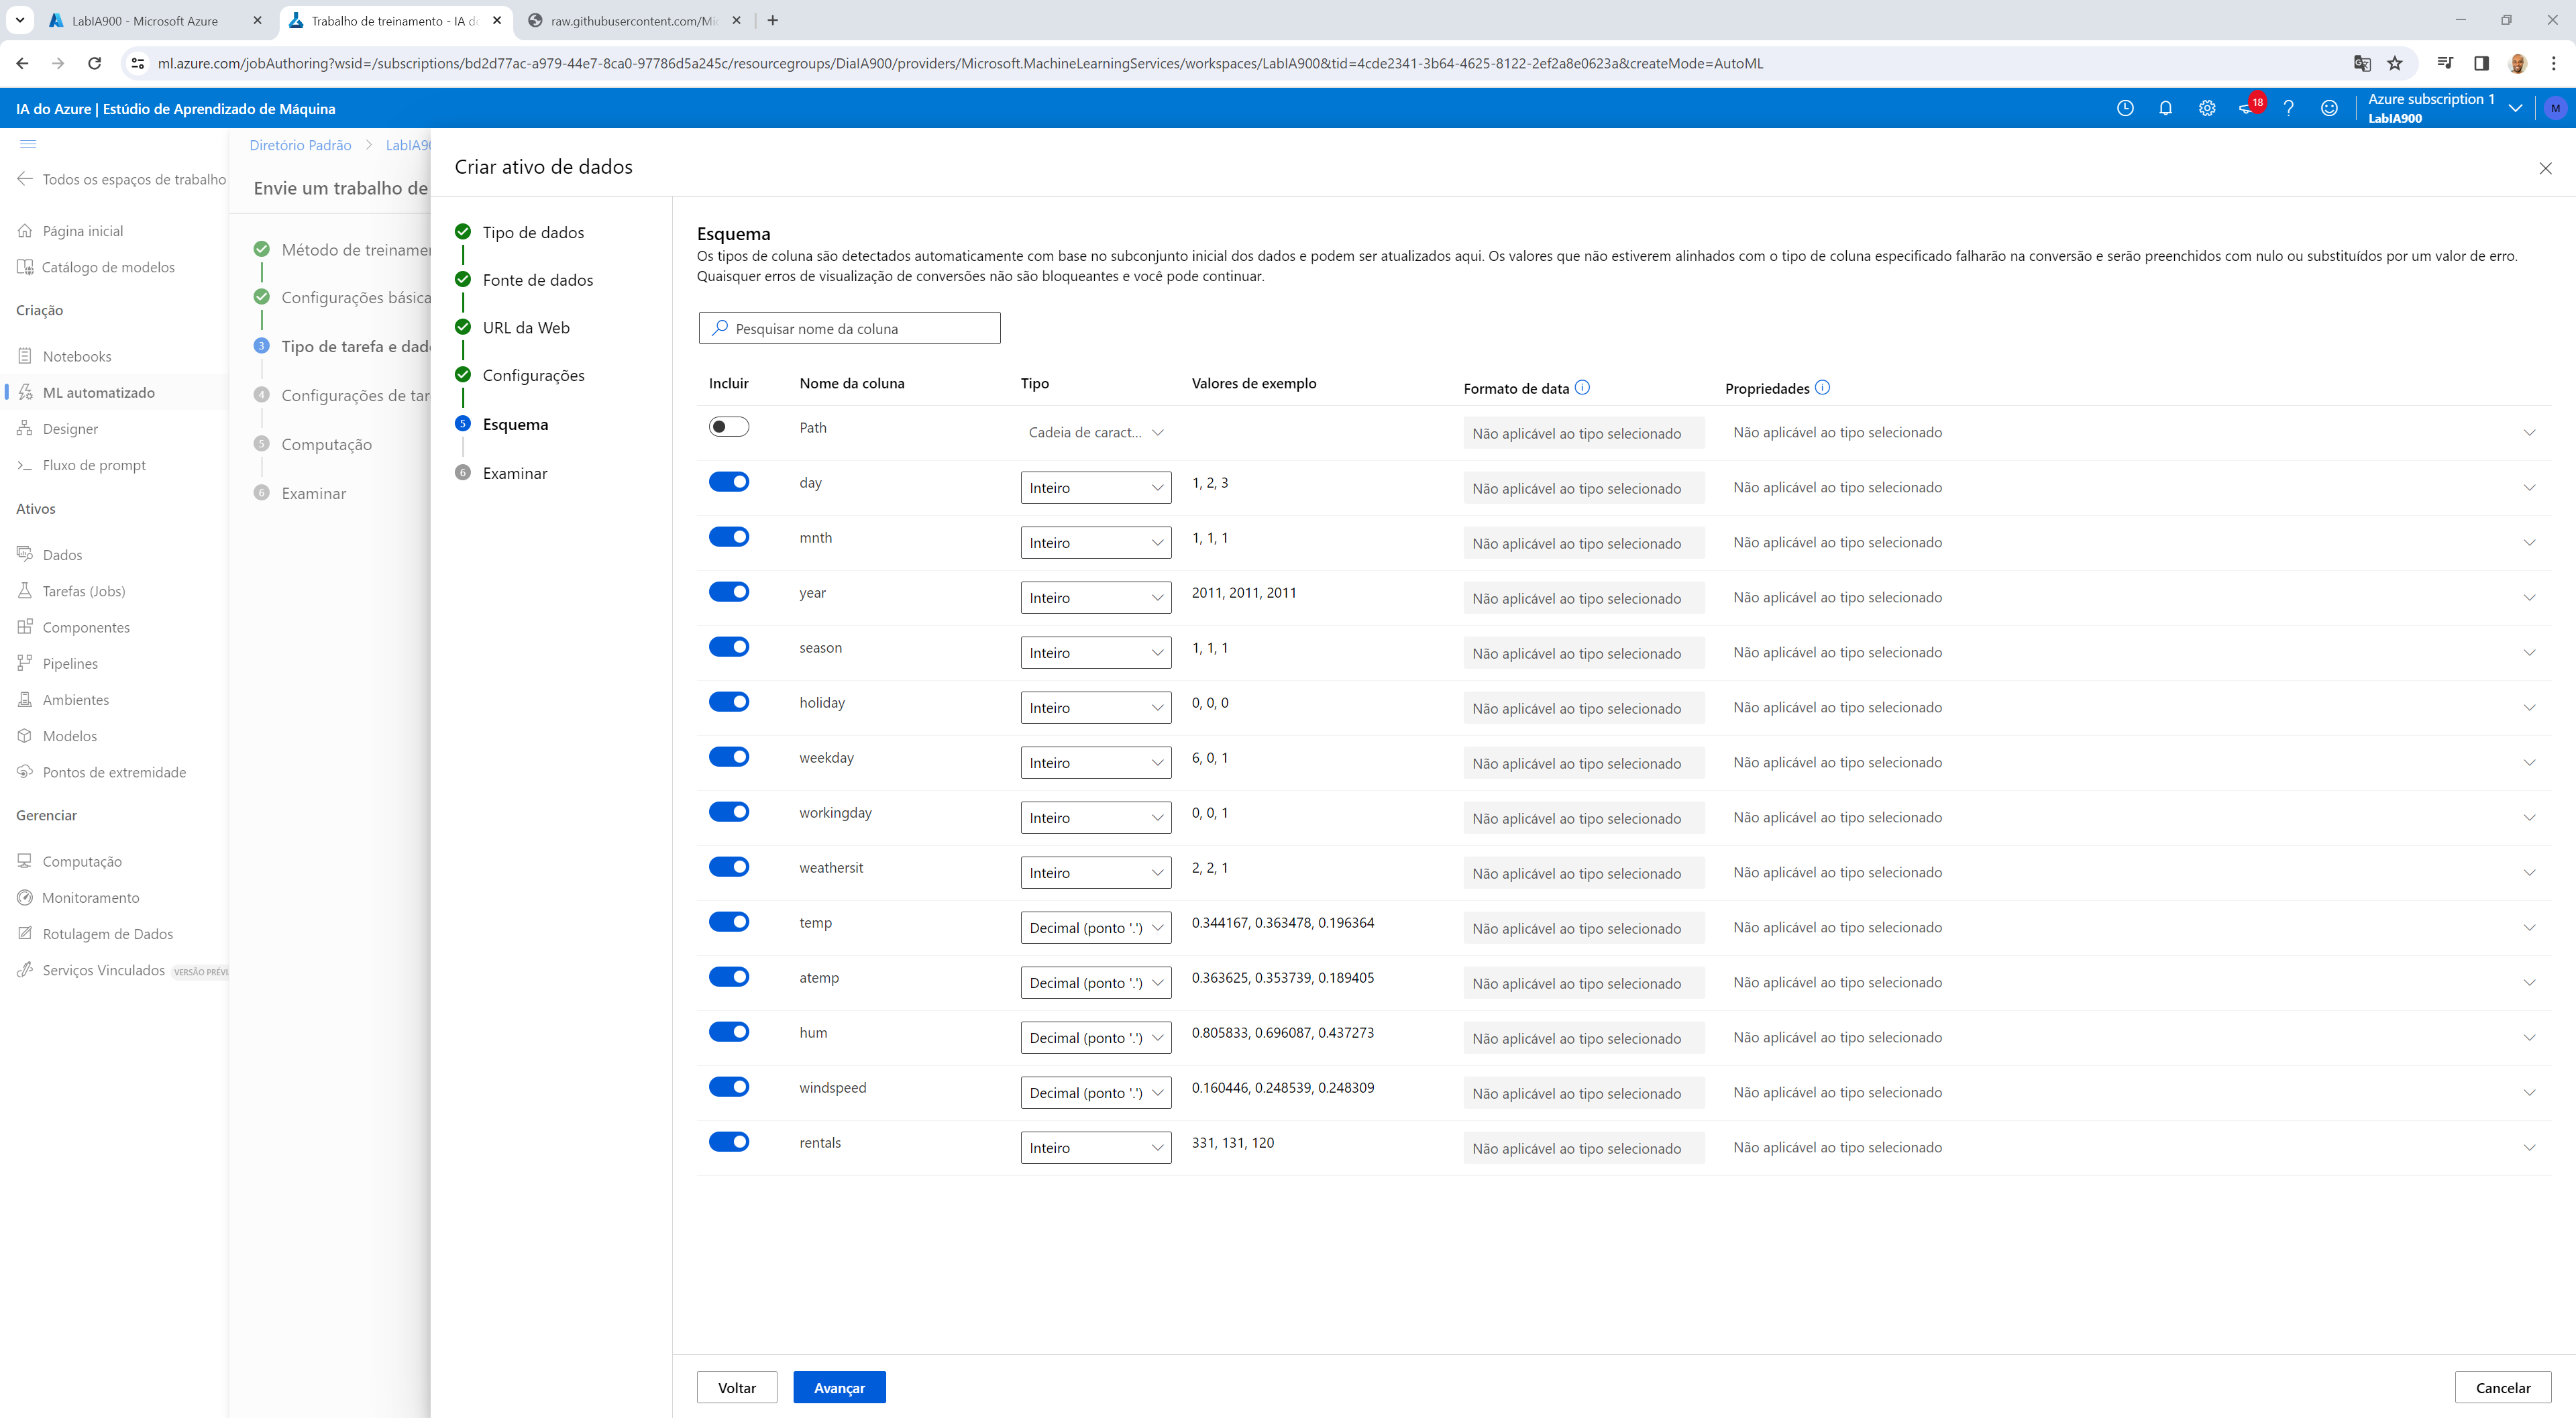 LabIA900 - Microsoft Azure
Trabalho de treinamento - IA do
raw.githubusercontent.com/Mic
ml.azure.com/jobAuthoring?wsid=/subscriptions/bd2d77ac-a979-44e7-8ca0-97786d5a245c/resourcegroups/DiaIA900/providers/Microsoft.MachineLearningServices/workspaces/LabIA900&tid=4cde2341-3b64-4625-8122-2ef2a8e0623a&createMode=AutoML
IA do Azure | Estúdio de Aprendizado de Máquina
18
Azure subscription 1
LabIA900
M
Todos os espaços de trabalho
Página inicial
Catálogo de modelos
Criação
Notebooks
ML automatizado
Designer
Fluxo de prompt
Ativos
Dados
Tarefas (Jobs)
Componentes
Pipelines
Ambientes
Modelos
Pontos de extremidade
Gerenciar
Computação
Monitoramento
Rotulagem de Dados
Serviços Vinculados VERSÃO PRÉVI
Diretório Padrão > LabIA90
Envie um trabalho de
Método de treinamen
Configurações básica
3 Tipo de tarefa e dado
4 Configurações de tar
5 Computação
6 Examinar
Criar ativo de dados
Tipo de dados
Fonte de dados
URL da Web
Configurações
5 Esquema
6 Examinar
Esquema
Os tipos de coluna são detectados automaticamente com base no subconjunto inicial dos dados e podem ser atualizados aqui. Os valores que não estiverem alinhados com o tipo de coluna especificado falharão na conversão e serão preenchidos com nulo ou substituídos por um valor de erro.
Quaisquer erros de visualização de conversões não são bloqueantes e você pode continuar.
Pesquisar nome da coluna
Incluir Nome da coluna Tipo Valores de exemplo Formato de data Propriedades
Path Cadeia de caract... Não aplicável ao tipo selecionado Não aplicável ao tipo selecionado
day Inteiro 1, 2, 3 Não aplicável ao tipo selecionado Não aplicável ao tipo selecionado
mnth Inteiro 1, 1, 1 Não aplicável ao tipo selecionado Não aplicável ao tipo selecionado
year Inteiro 2011, 2011, 2011 Não aplicável ao tipo selecionado Não aplicável ao tipo selecionado
season Inteiro 1, 1, 1 Não aplicável ao tipo selecionado Não aplicável ao tipo selecionado
holiday Inteiro 0, 0, 0 Não aplicável ao tipo selecionado Não aplicável ao tipo selecionado
weekday Inteiro 6, 0, 1 Não aplicável ao tipo selecionado Não aplicável ao tipo selecionado
workingday Inteiro 0, 0, 1 Não aplicável ao tipo selecionado Não aplicável ao tipo selecionado
weathersit Inteiro 2, 2, 1 Não aplicável ao tipo selecionado Não aplicável ao tipo selecionado
temp Decimal (ponto '.') 0.344167, 0.363478, 0.196364 Não aplicável ao tipo selecionado Não aplicável ao tipo selecionado
atemp Decimal (ponto '.') 0.363625, 0.353739, 0.189405 Não aplicável ao tipo selecionado Não aplicável ao tipo selecionado
hum Decimal (ponto '.') 0.805833, 0.696087, 0.437273 Não aplicável ao tipo selecionado Não aplicável ao tipo selecionado
windspeed Decimal (ponto '.') 0.160446, 0.248539, 0.248309 Não aplicável ao tipo selecionado Não aplicável ao tipo selecionado
rentals Inteiro 331, 131, 120 Não aplicável ao tipo selecionado Não aplicável ao tipo selecionado
Voltar Avançar Cancelar